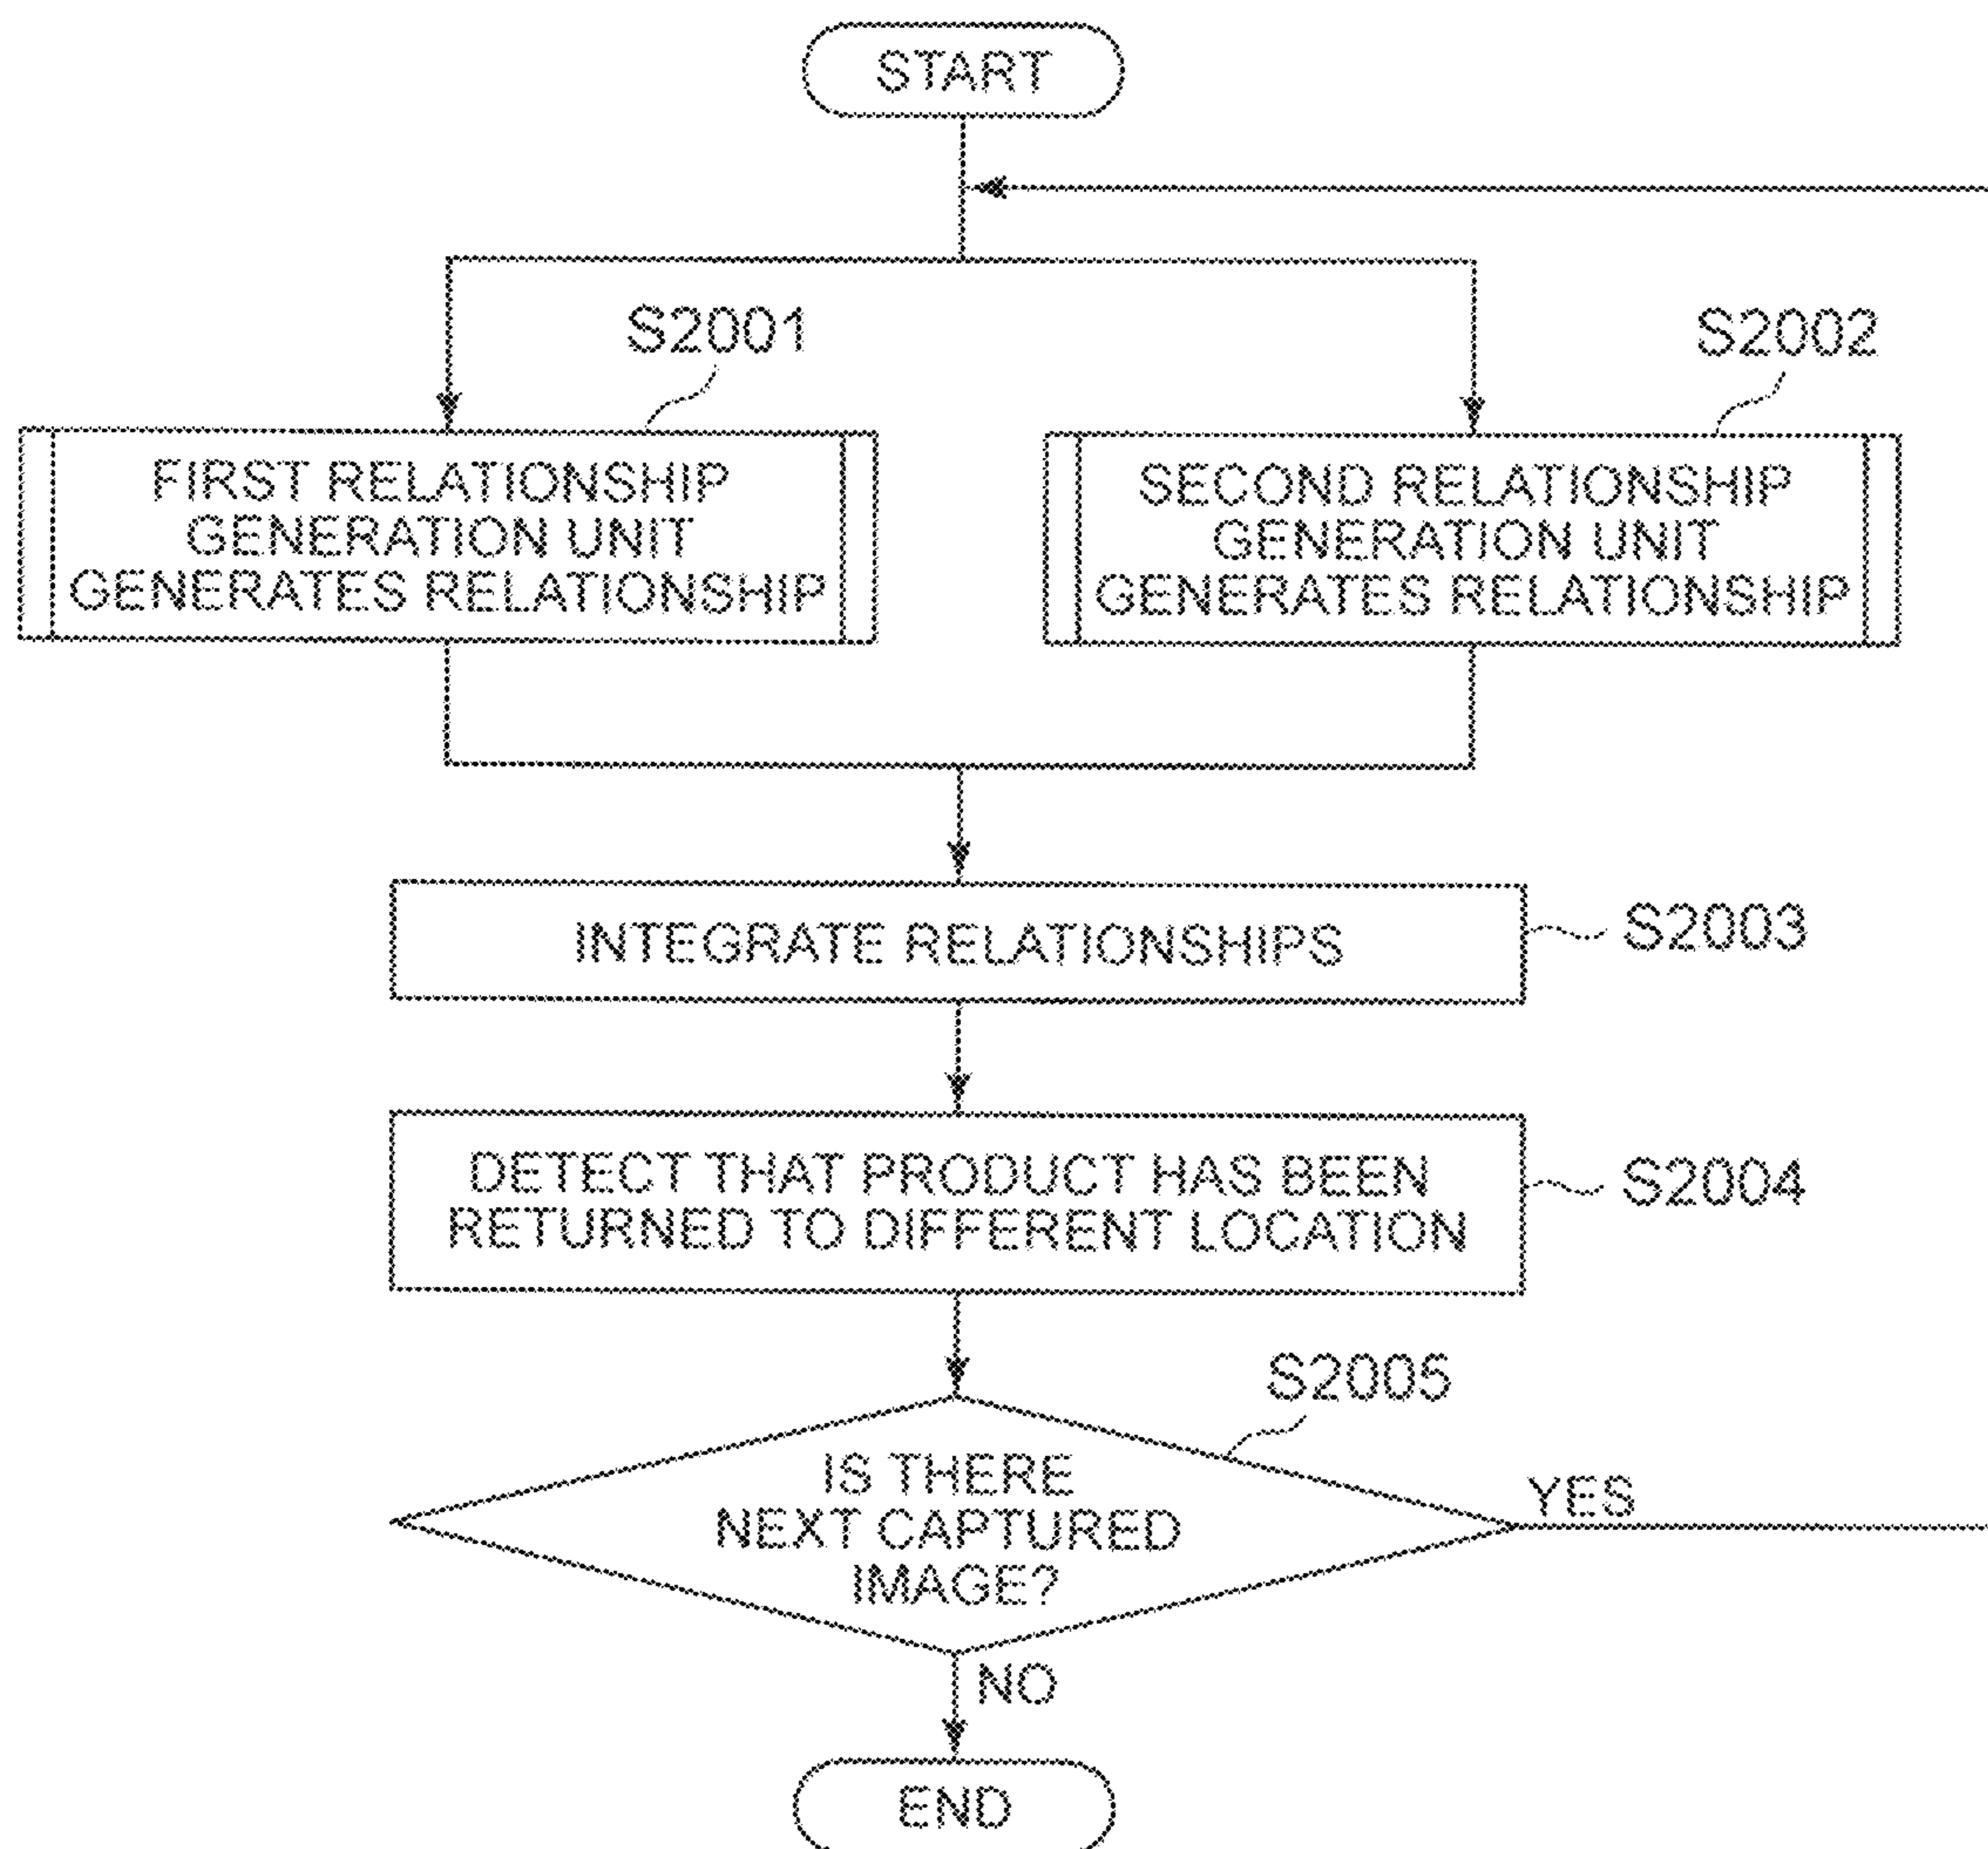 START
S2001
S2002
FIRST RELATIONSHIP
GENERATION UNIT
GENERATES RELATIONSHIP
SECOND RELATIONSHIP
GENERATION UNIT
GENERATES RELATIONSHIP
INTEGRATE RELATIONSHIPS
S2003
DETECT THAT PRODUCT HAS BEEN
RETURNED TO DIFFERENT LOCATION
S2004
S2005
IS THERE
NEXT CAPTURED
IMAGE?
YES
NO
END